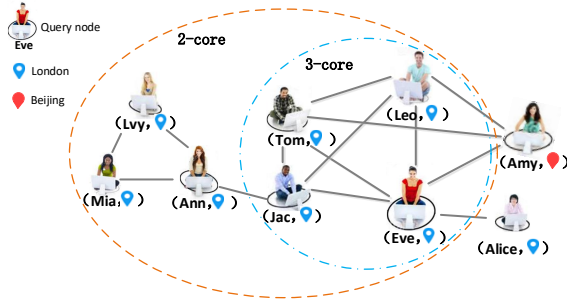 Query node
Eve
London
Beijing
2-core
3-core
(Lvy, )
(Mia, )
(Ann, )
(Tom, )
(Leo, )
(Jac, )
(Eve, )
(Amy, )
(Alice, )